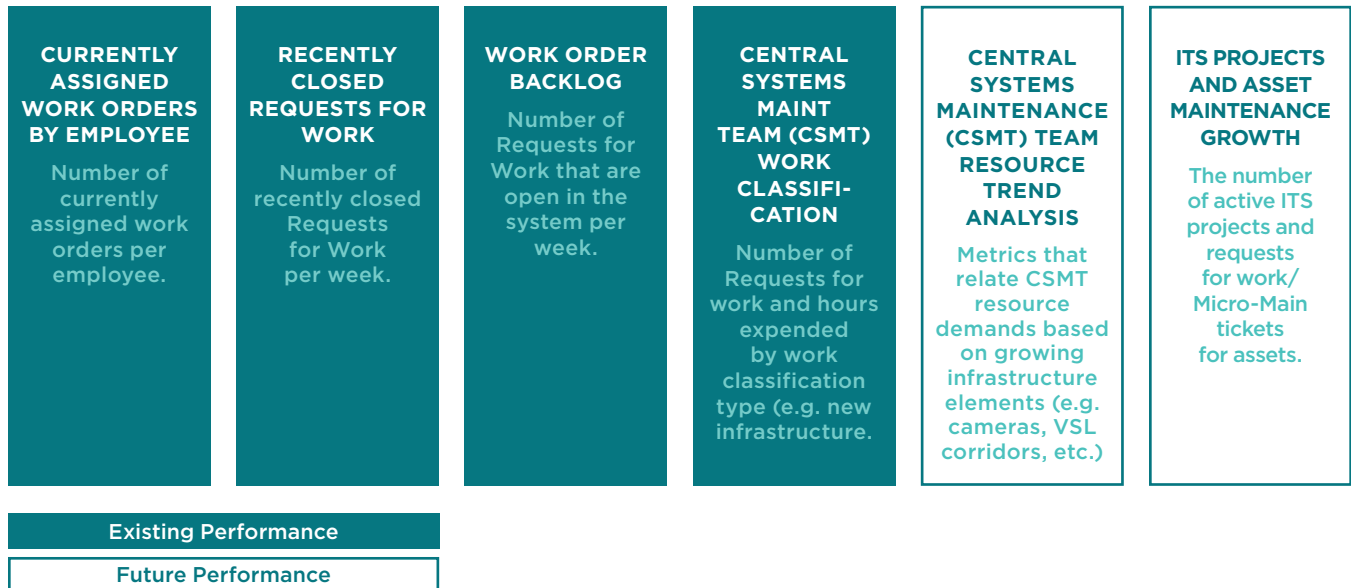 CURRENTLY
ASSIGNED
WORK ORDERS
BY EMPLOYEE
Number of
currently
assigned work
orders per
employee.
RECENTLY
CLOSED
REQUESTS FOR
WORK
Number of
recently closed
Requests
for Work
per week.
WORK ORDER
BACKLOG
Number of
Requests for
Work that are
open in the
system per
week.
CENTRAL
SYSTEMS
MAINT
TEAM (CSMT)
WORK
CLASSIFI-
CATION
Number of
Requests for
work and hours
expended
by work
classification
type (e.g. new
infrastructure.
CENTRAL
SYSTEMS
MAINTENANCE
(CSMT) TEAM
RESOURCE
TREND
ANALYSIS
Metrics that
relate CSMT
resource
demands based
on growing
infrastructure
elements (e.g.
cameras, VSL
corridors, etc.)
ITS PROJECTS
AND ASSET
MAINTENANCE
GROWTH
The number
of active ITS
projects and
requests
for work/
Micro-Main
tickets
for assets.
Existing Performance
Future Performance